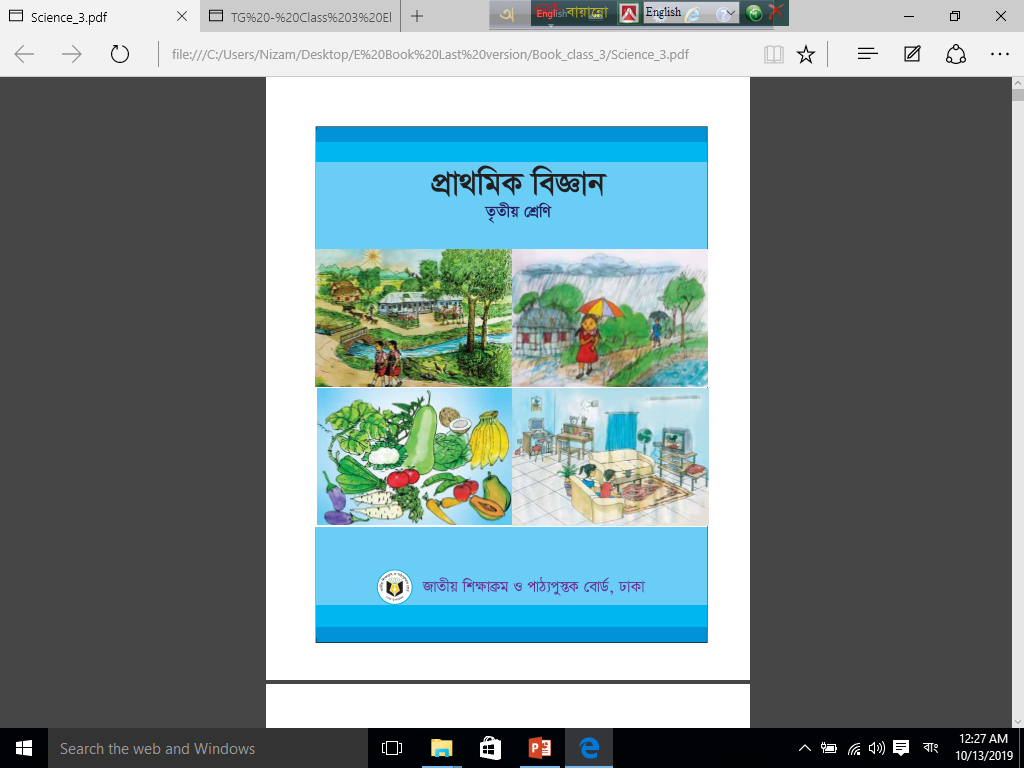 Science_3.pdf
TG%20-%20Class%203%20El
অ
English
বায়ান্নো
English
file:///C:/Users/Nizam/Desktop/E%20Book%20Last%20version/Book_class_3/Science_3.pdf
প্রাথমিক বিজ্ঞান
তৃতীয় শ্রেণি
জাতীয় শিক্ষাক্রম ও পাঠ্যপুস্তক বোর্ড, ঢাকা
Search the web and Windows
বাং
12:27 AM
10/13/2019